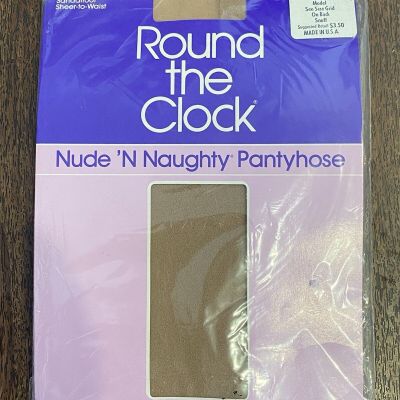 Sandalfoot
Sheer-to-Waist
Model
See Size Grid
On Back
Snuff
Suggested Retail $3.50
MADE IN U.S.A.
Round
the
Clock®
Nude 'N Naughty® Pantyhose